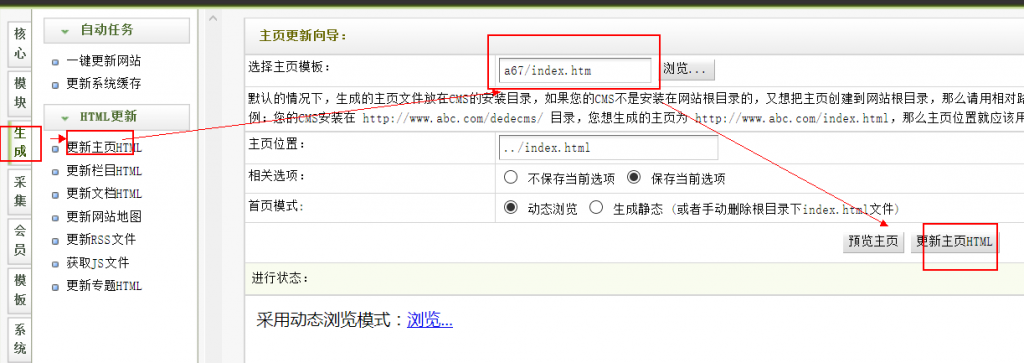 核心
模块
生成
采集
会员
模板
系统
自动任务
一键更新网站
更新系统缓存
HTML更新
更新主页HTML
更新栏目HTML
更新文档HTML
更新网站地图
更新RSS文件
获取JS文件
更新专题HTML
主页更新向导：
选择主页模板： a67/index.htm 浏览...
默认的情况下，生成的主页文件放在CMS的安装目录，如果您的CMS不是安装在网站根目录的，又想把主页创建到网站根目录，那么请用相对路
例：您的CMS安装在 http://www.abc.com/dedecms/ 目录，您想生成的主页为 http://www.abc.com/index.html，那么主页位置就应该用
主页位置： ../index.html
相关选项： 不保存当前选项 保存当前选项
首页模式： 动态浏览 生成静态 (或者手动删除根目录下index.html文件)
预览主页 更新主页HTML
进行状态：
采用动态浏览模式：浏览...